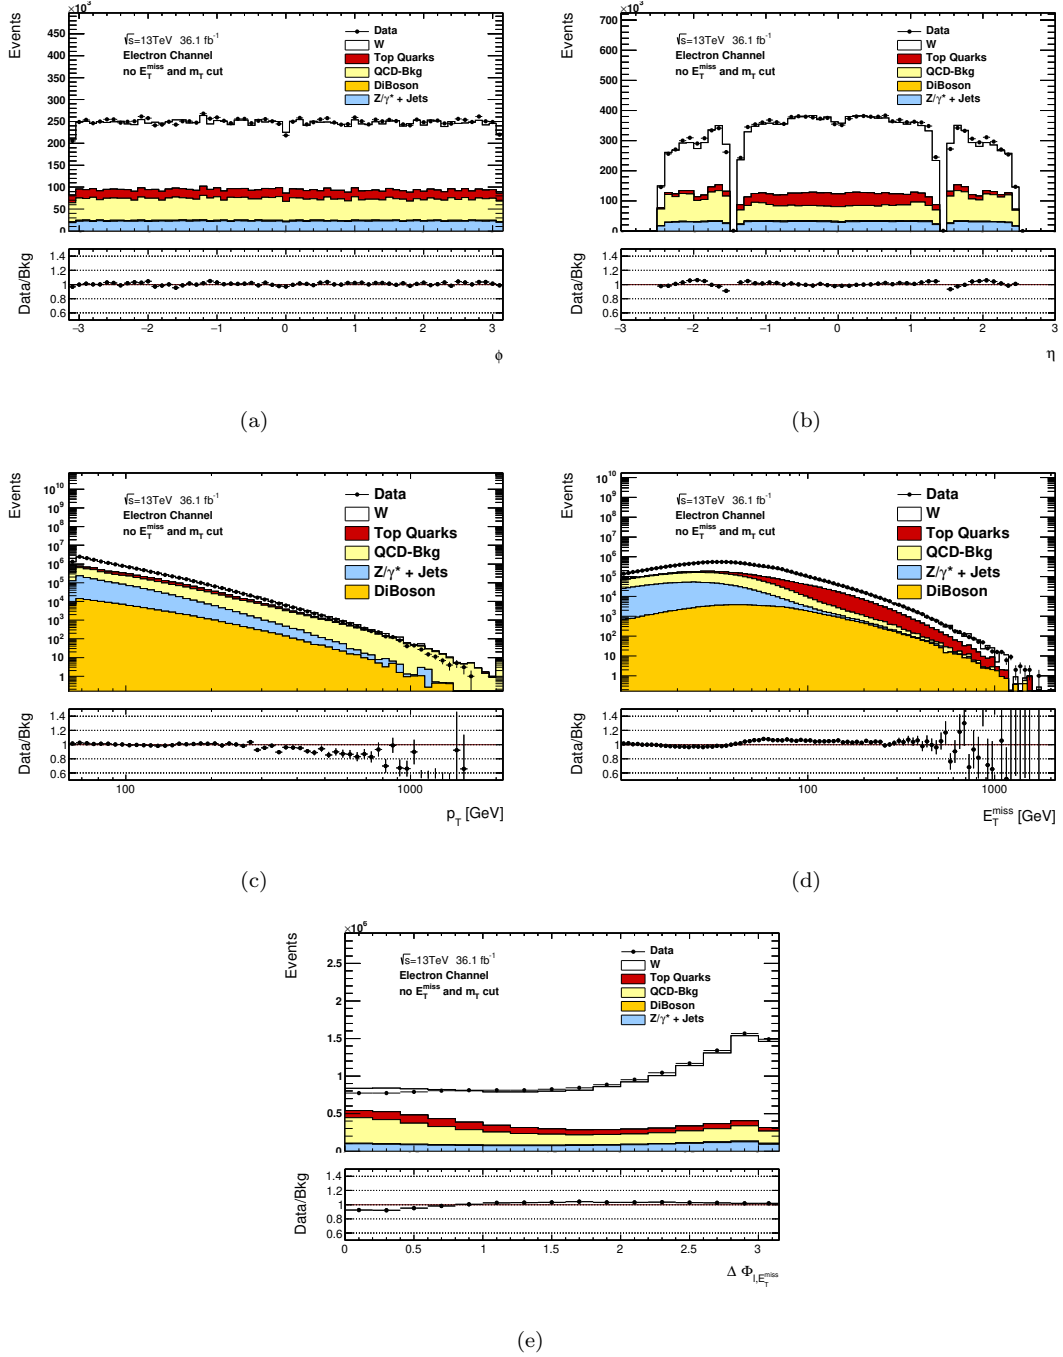 ×10³
Events
500
450
400
350
300
250
200
150
100
50
0
√s=13TeV 36.1 fb⁻¹
Electron Channel
no E_T^miss and m_T cut
Data
W
Top Quarks
QCD-Bkg
DiBoson
Z/γ* + Jets
Data/Bkg
1.4
1.2
1
0.8
0.6
−3 −2 −1 0 1 2 3
ϕ
(a)
×10³
Events
700
600
500
400
300
200
100
0
√s=13TeV 36.1 fb⁻¹
Electron Channel
no E_T^miss and m_T cut
Data
W
Top Quarks
QCD-Bkg
DiBoson
Z/γ* + Jets
Data/Bkg
1.4
1.2
1
0.8
0.6
−3 −2 −1 0 1 2 3
η
(b)
Events
10¹⁰
10⁹
10⁸
10⁷
10⁶
10⁵
10⁴
10³
10²
10
1
√s=13TeV 36.1 fb⁻¹
Electron Channel
no E_T^miss and m_T cut
Data
W
Top Quarks
QCD-Bkg
Z/γ* + Jets
DiBoson
Data/Bkg
1.4
1.2
1
0.8
0.6
100 1000
p_T [GeV]
(c)
Events
10¹⁰
10⁹
10⁸
10⁷
10⁶
10⁵
10⁴
10³
10²
10
1
√s=13TeV 36.1 fb⁻¹
Electron Channel
no E_T^miss and m_T cut
Data
W
Top Quarks
QCD-Bkg
Z/γ* + Jets
DiBoson
Data/Bkg
1.4
1.2
1
0.8
0.6
100 1000
E_T^miss [GeV]
(d)
×10⁶
Events
2.5
2
1.5
1
0.5
0
√s=13TeV 36.1 fb⁻¹
Electron Channel
no E_T^miss and m_T cut
Data
W
Top Quarks
QCD-Bkg
DiBoson
Z/γ* + Jets
Data/Bkg
1.4
1.2
1
0.8
0.6
0 0.5 1 1.5 2 2.5 3
Δ Φ_l,E_T^miss
(e)